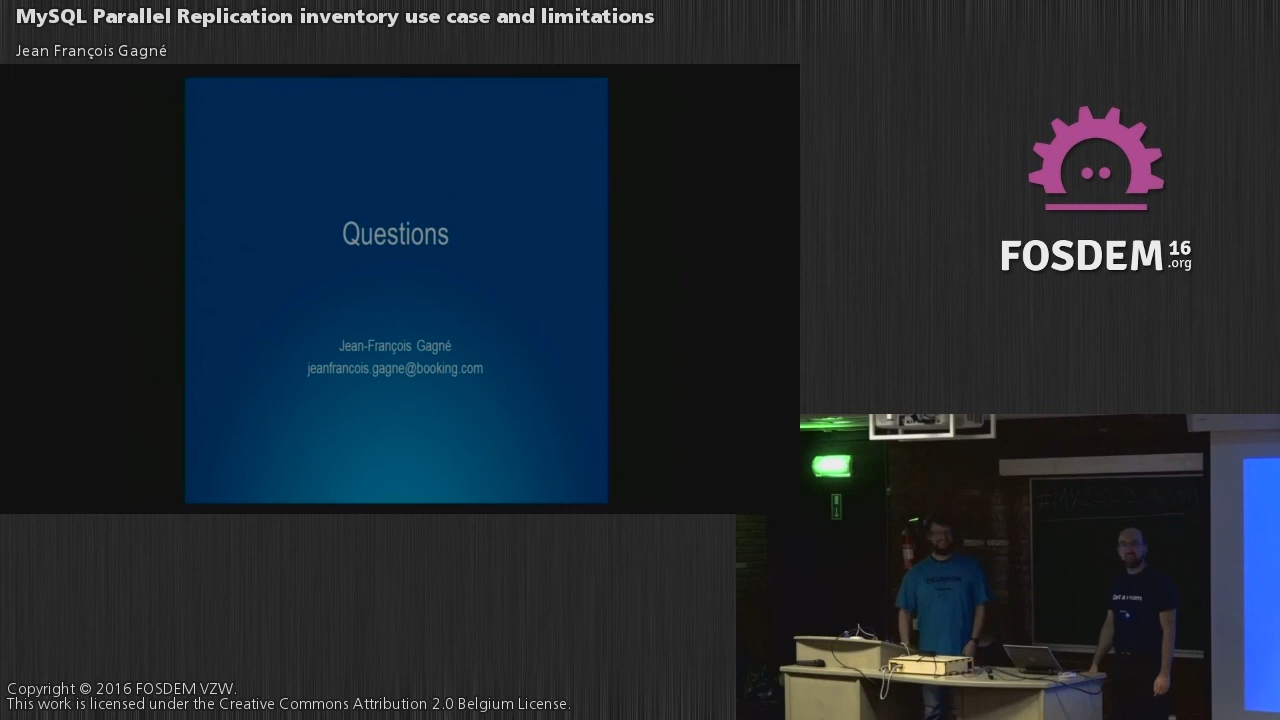 MySQL Parallel Replication inventory use case and limitations
Jean François Gagné
Questions
Jean-François Gagné
jeanfrancois.gagne@booking.com
FOSDEM 16
.org
Copyright © 2016 FOSDEM VZW.
This work is licensed under the Creative Commons Attribution 2.0 Belgium License.